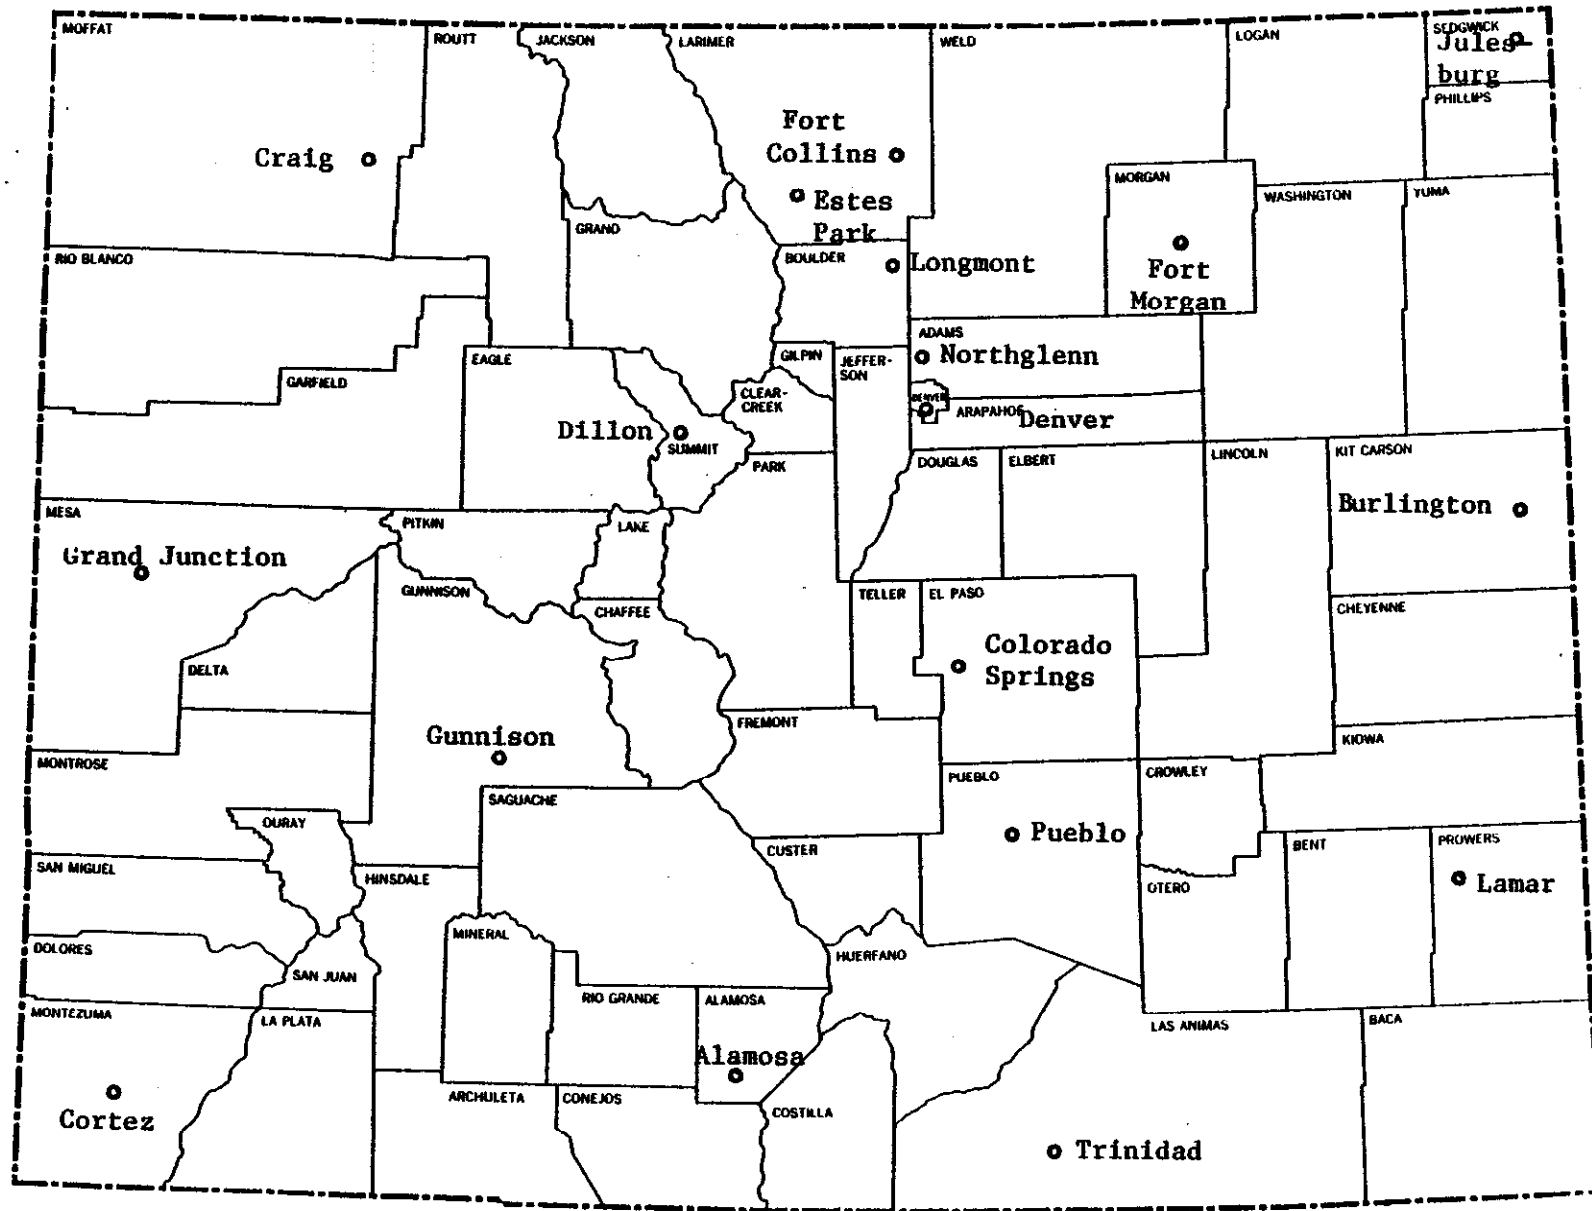 MOFFAT
ROUTT
JACKSON
LARIMER
WELD
LOGAN
SEDGWICK
Jules-
burg
PHILLIPS
Craig
Fort
Collins
Estes
Park
MORGAN
WASHINGTON
YUMA
GRAND
RIO BLANCO
BOULDER
Longmont
Fort
Morgan
ADAMS
Northglenn
GILPIN
JEFFER-
SON
EAGLE
GARFIELD
CLEAR-
CREEK
DENVER
ARAPAHOE
Denver
Dillon
SUMMIT
PARK
DOUGLAS
ELBERT
LINCOLN
KIT CARSON
Burlington
MESA
PITKIN
LAKE
Grand Junction
GUNNISON
CHAFFEE
TELLER
EL PASO
CHEYENNE
Colorado
Springs
DELTA
FREMONT
Gunnison
KIOWA
MONTROSE
PUEBLO
CROWLEY
SAGUACHE
OURAY
Pueblo
CUSTER
BENT
PROWERS
SAN MIGUEL
HINSDALE
OTERO
Lamar
MINERAL
DOLORES
HUERFANO
SAN JUAN
RIO GRANDE
ALAMOSA
MONTEZUMA
LA PLATA
LAS ANIMAS
BACA
Alamosa
ARCHULETA
CONEJOS
COSTILLA
Cortez
Trinidad